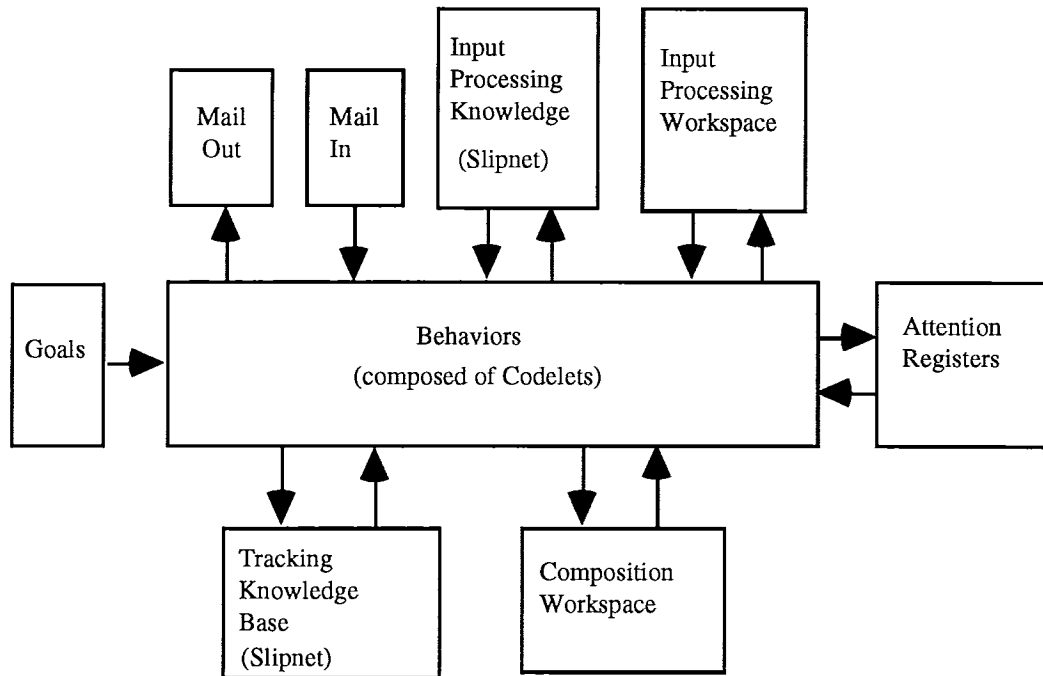 Mail
Out
Mail
In
Input
Processing
Knowledge
(Slipnet)
Input
Processing
Workspace
Goals
Behaviors
(composed of Codelets)
Attention
Registers
Tracking
Knowledge
Base
(Slipnet)
Composition
Workspace